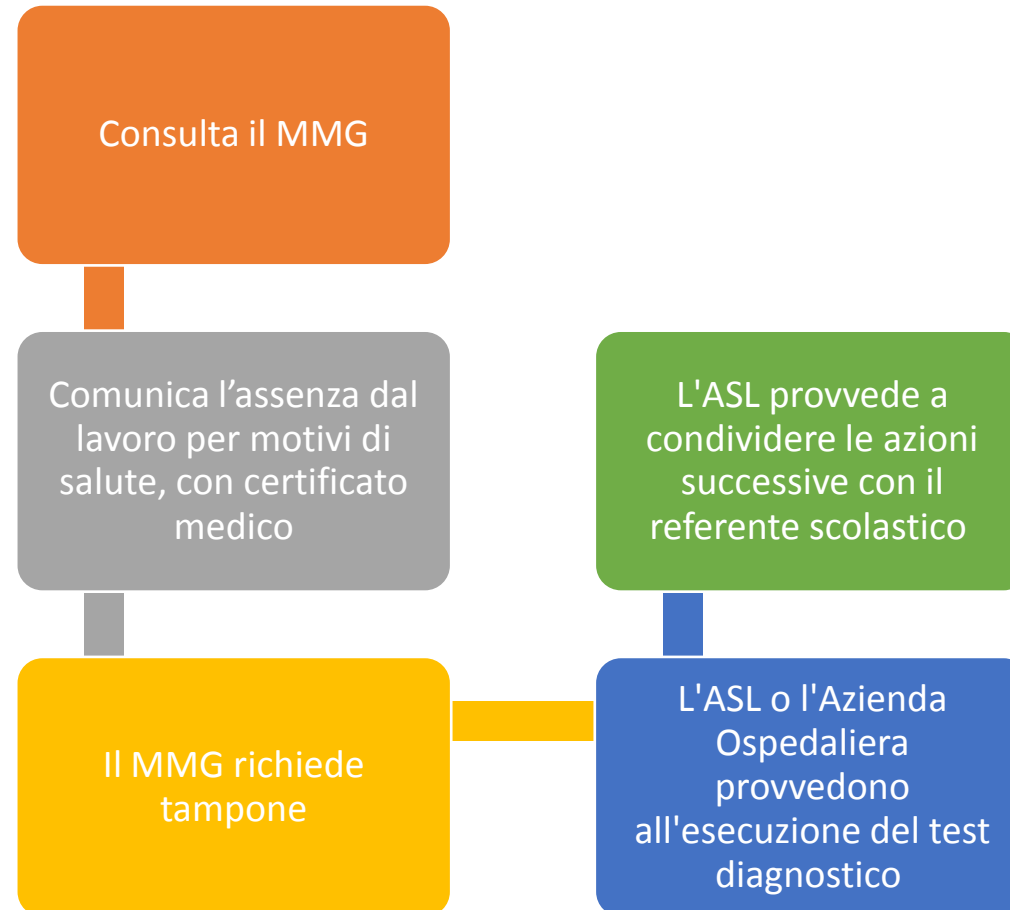 Consulta il MMG
Comunica l’assenza dal
lavoro per motivi di
salute, con certificato
medico
Il MMG richiede
tampone
L'ASL o l'Azienda
Ospedaliera
provvedono
all'esecuzione del test
diagnostico
L'ASL provvede a
condividere le azioni
successive con il
referente scolastico